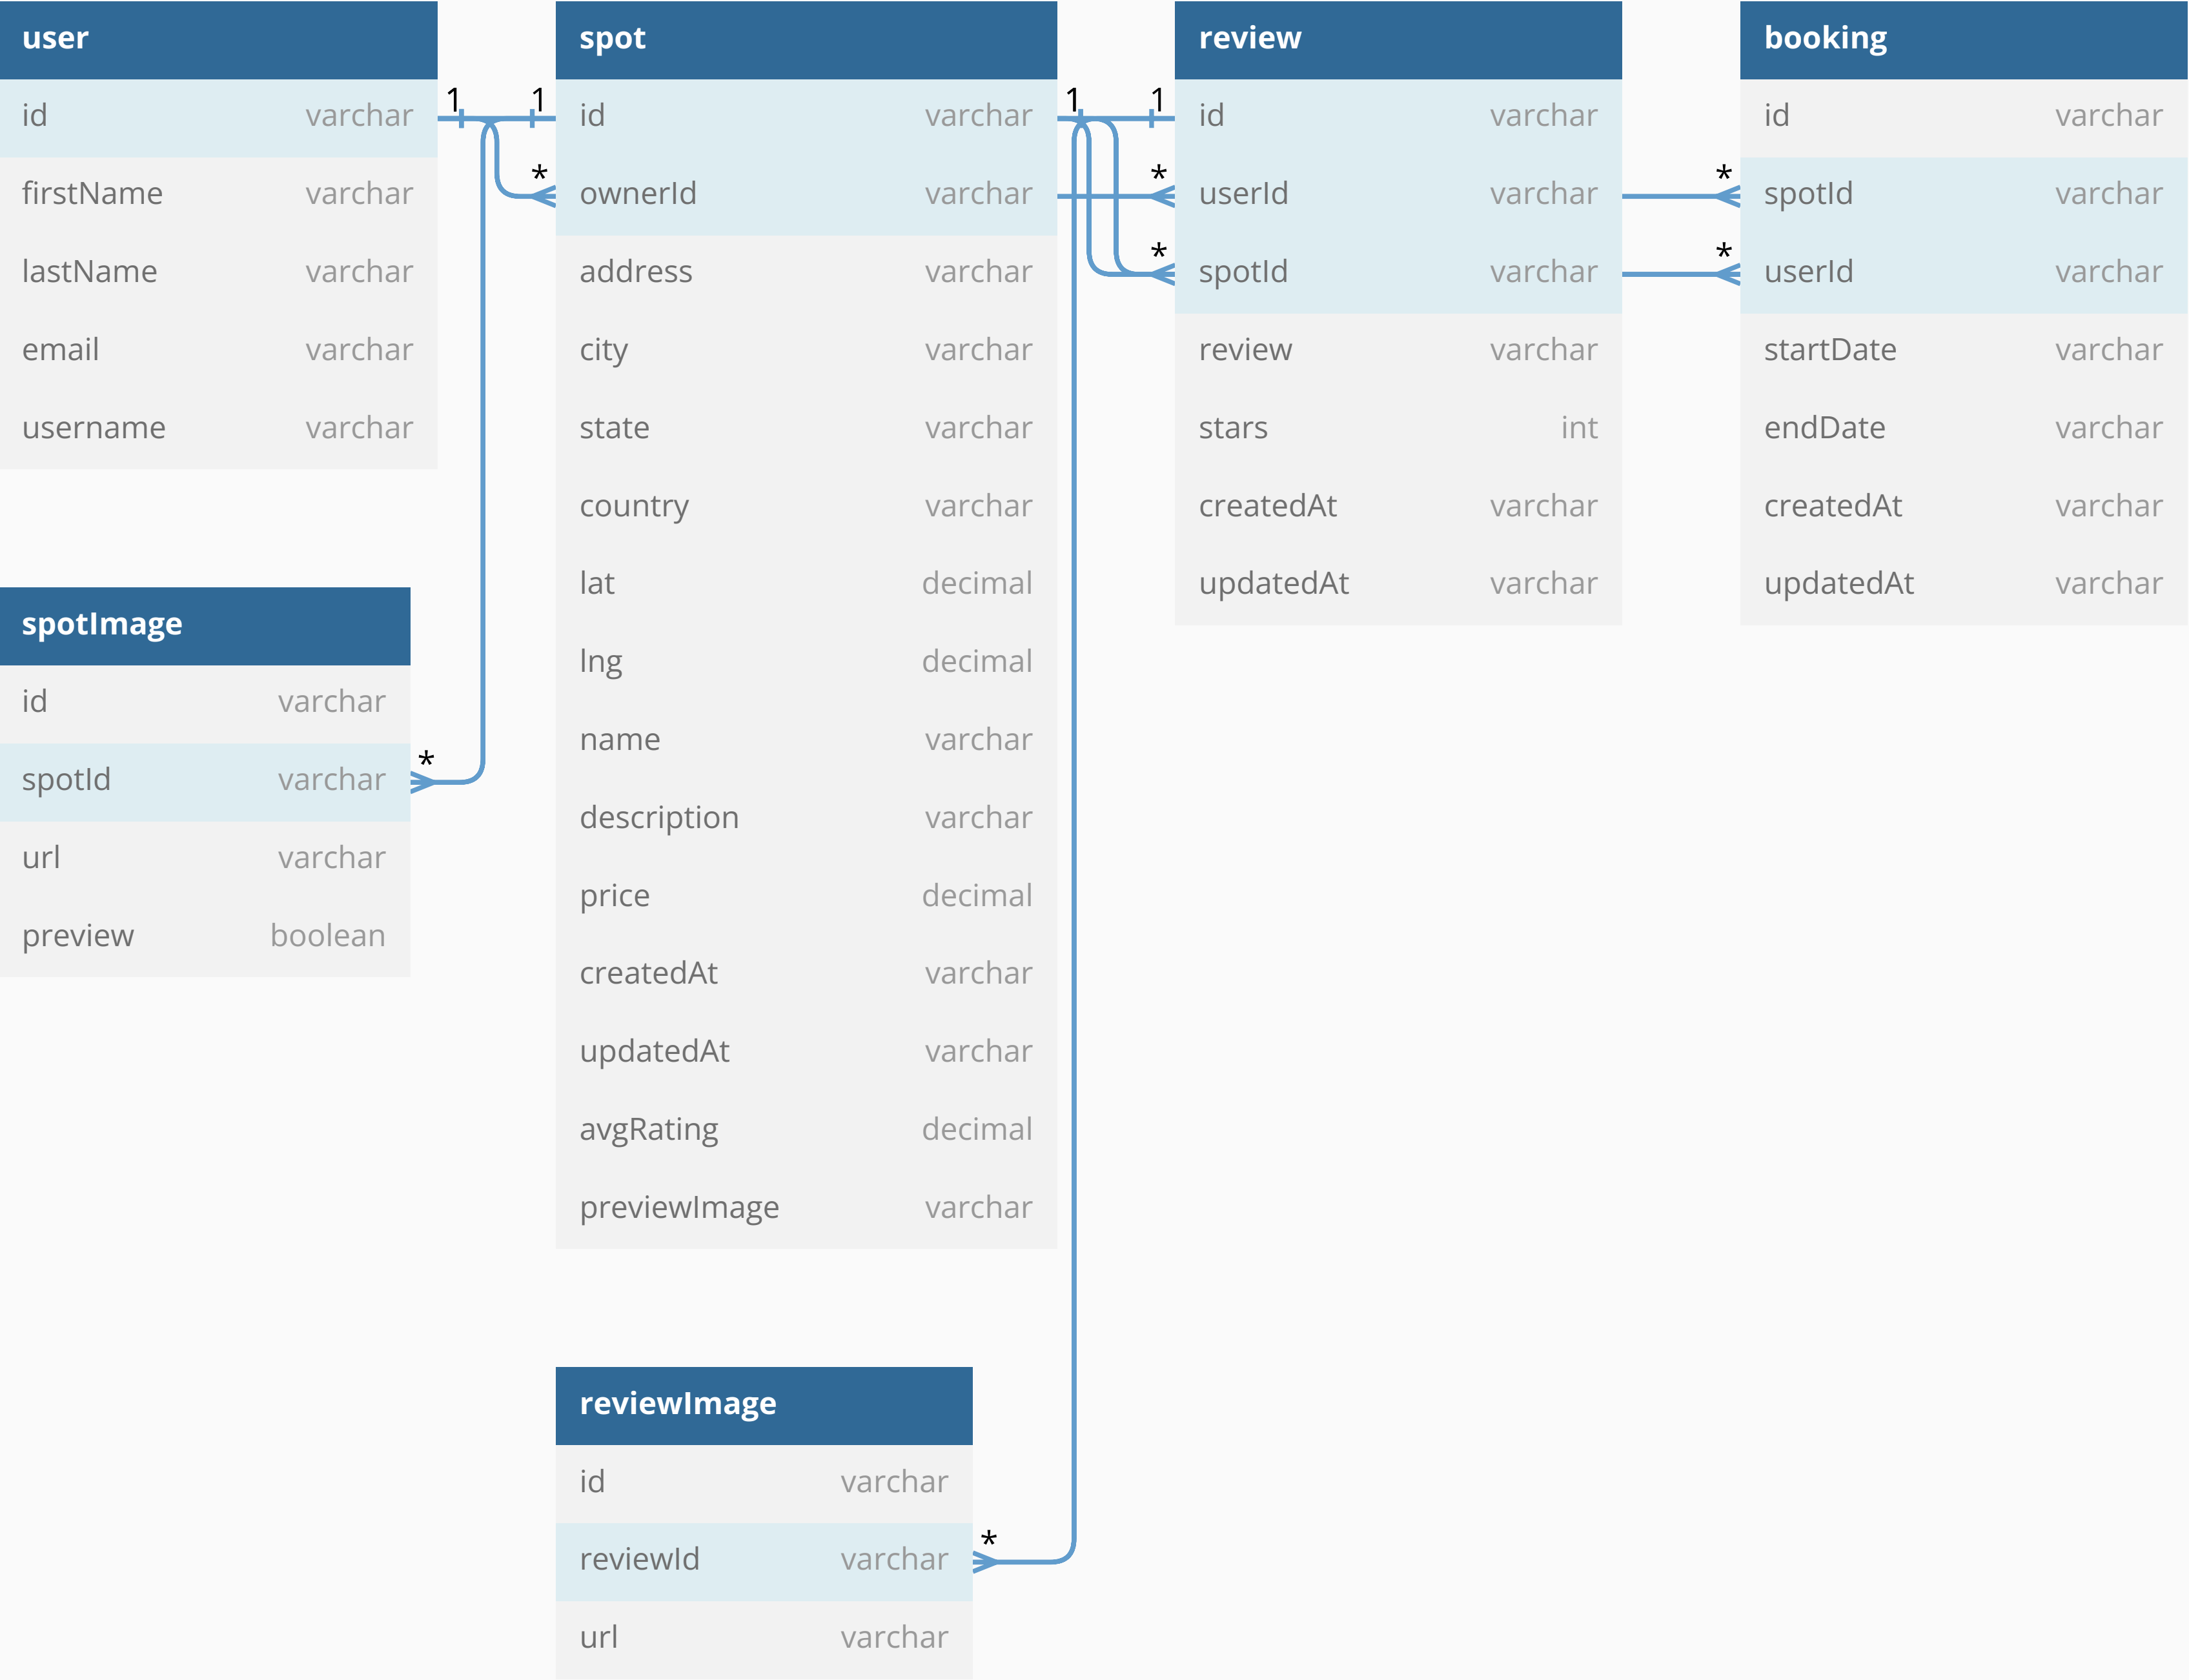 user
id varchar
firstName varchar
lastName varchar
email varchar
username varchar
spotImage
id varchar
spotId varchar
url varchar
preview boolean
spot
id varchar
ownerId varchar
address varchar
city varchar
state varchar
country varchar
lat decimal
lng decimal
name varchar
description varchar
price decimal
createdAt varchar
updatedAt varchar
avgRating decimal
previewImage varchar
reviewImage
id varchar
reviewId varchar
url varchar
review
id varchar
userId varchar
spotId varchar
review varchar
stars int
createdAt varchar
updatedAt varchar
booking
id varchar
spotId varchar
userId varchar
startDate varchar
endDate varchar
createdAt varchar
updatedAt varchar
1 1
*
*
1 1
*
*
*
*
*